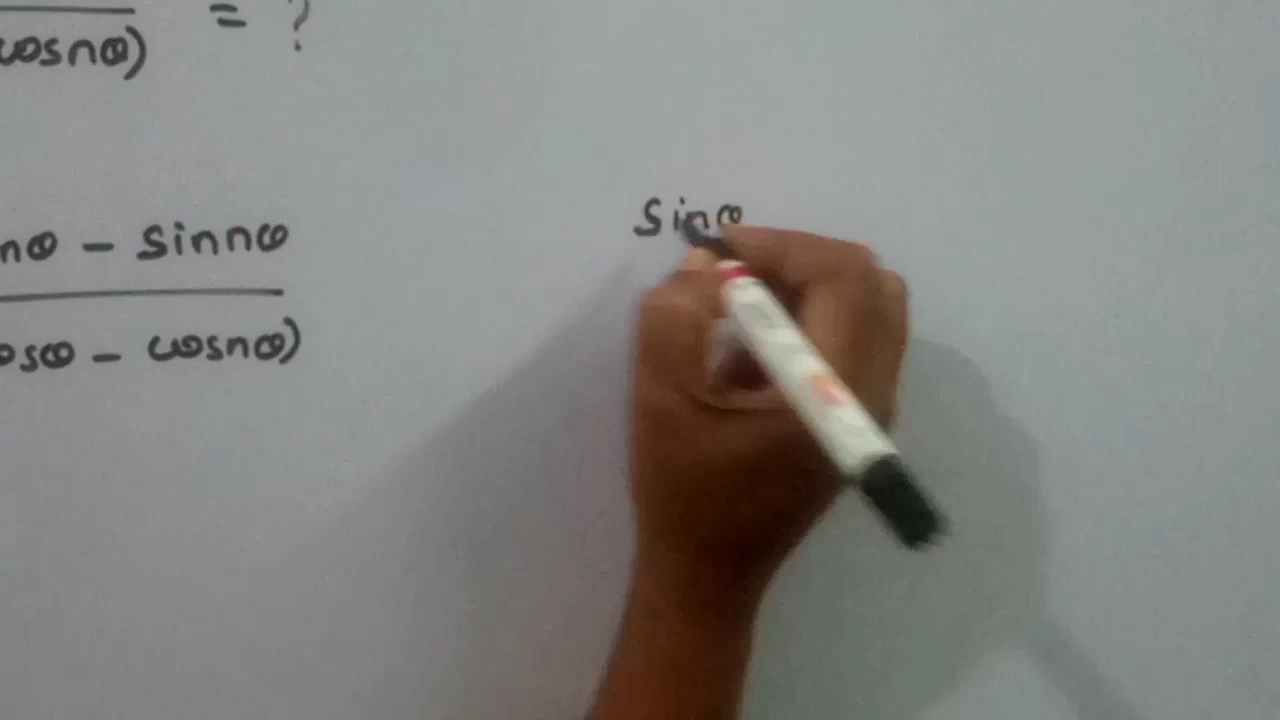 = ?
cosnθ)
sinθ
nθ - sinnθ
osθ - cosnθ)